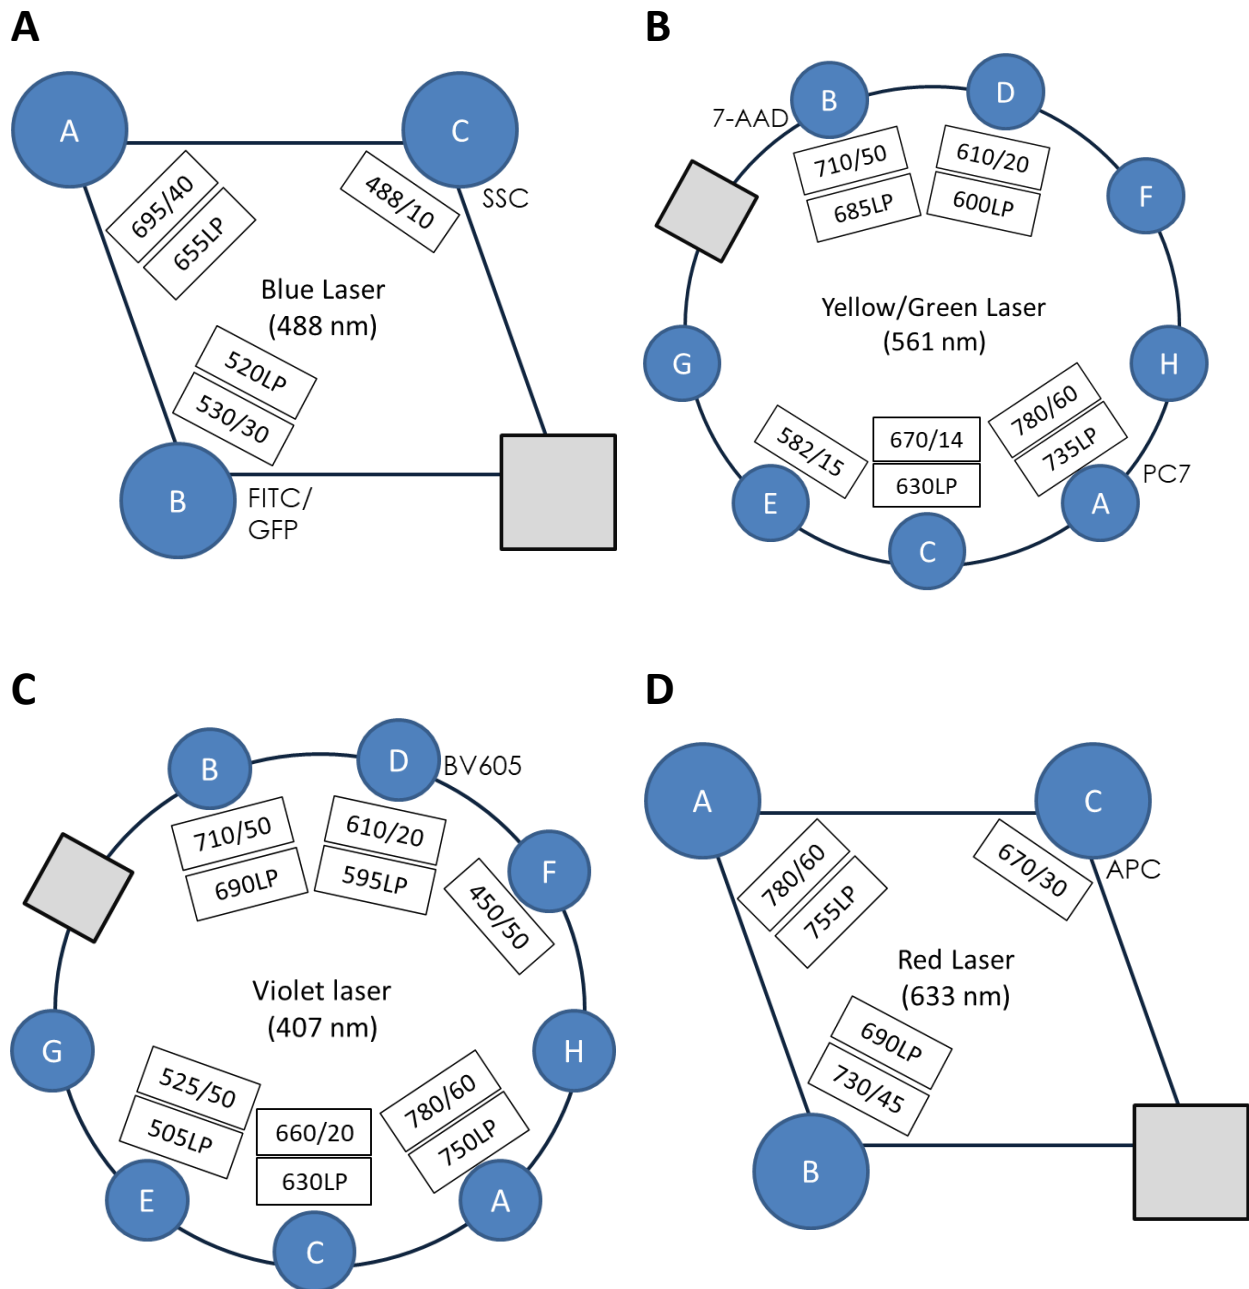 A
A
C
695/40
655LP
488/10
SSC
Blue Laser
(488 nm)
520LP
530/30
B
FITC/
GFP
B
B
D
7-AAD
710/50
685LP
610/20
600LP
F
Yellow/Green Laser
(561 nm)
G
H
582/15
670/14
630LP
780/60
735LP
E
C
A
PC7
C
B
D
BV605
710/50
690LP
610/20
595LP
450/50
F
Violet laser
(407 nm)
G
H
525/50
505LP
660/20
630LP
780/60
750LP
E
C
A
D
A
C
780/60
755LP
670/30
APC
Red Laser
(633 nm)
690LP
730/45
B